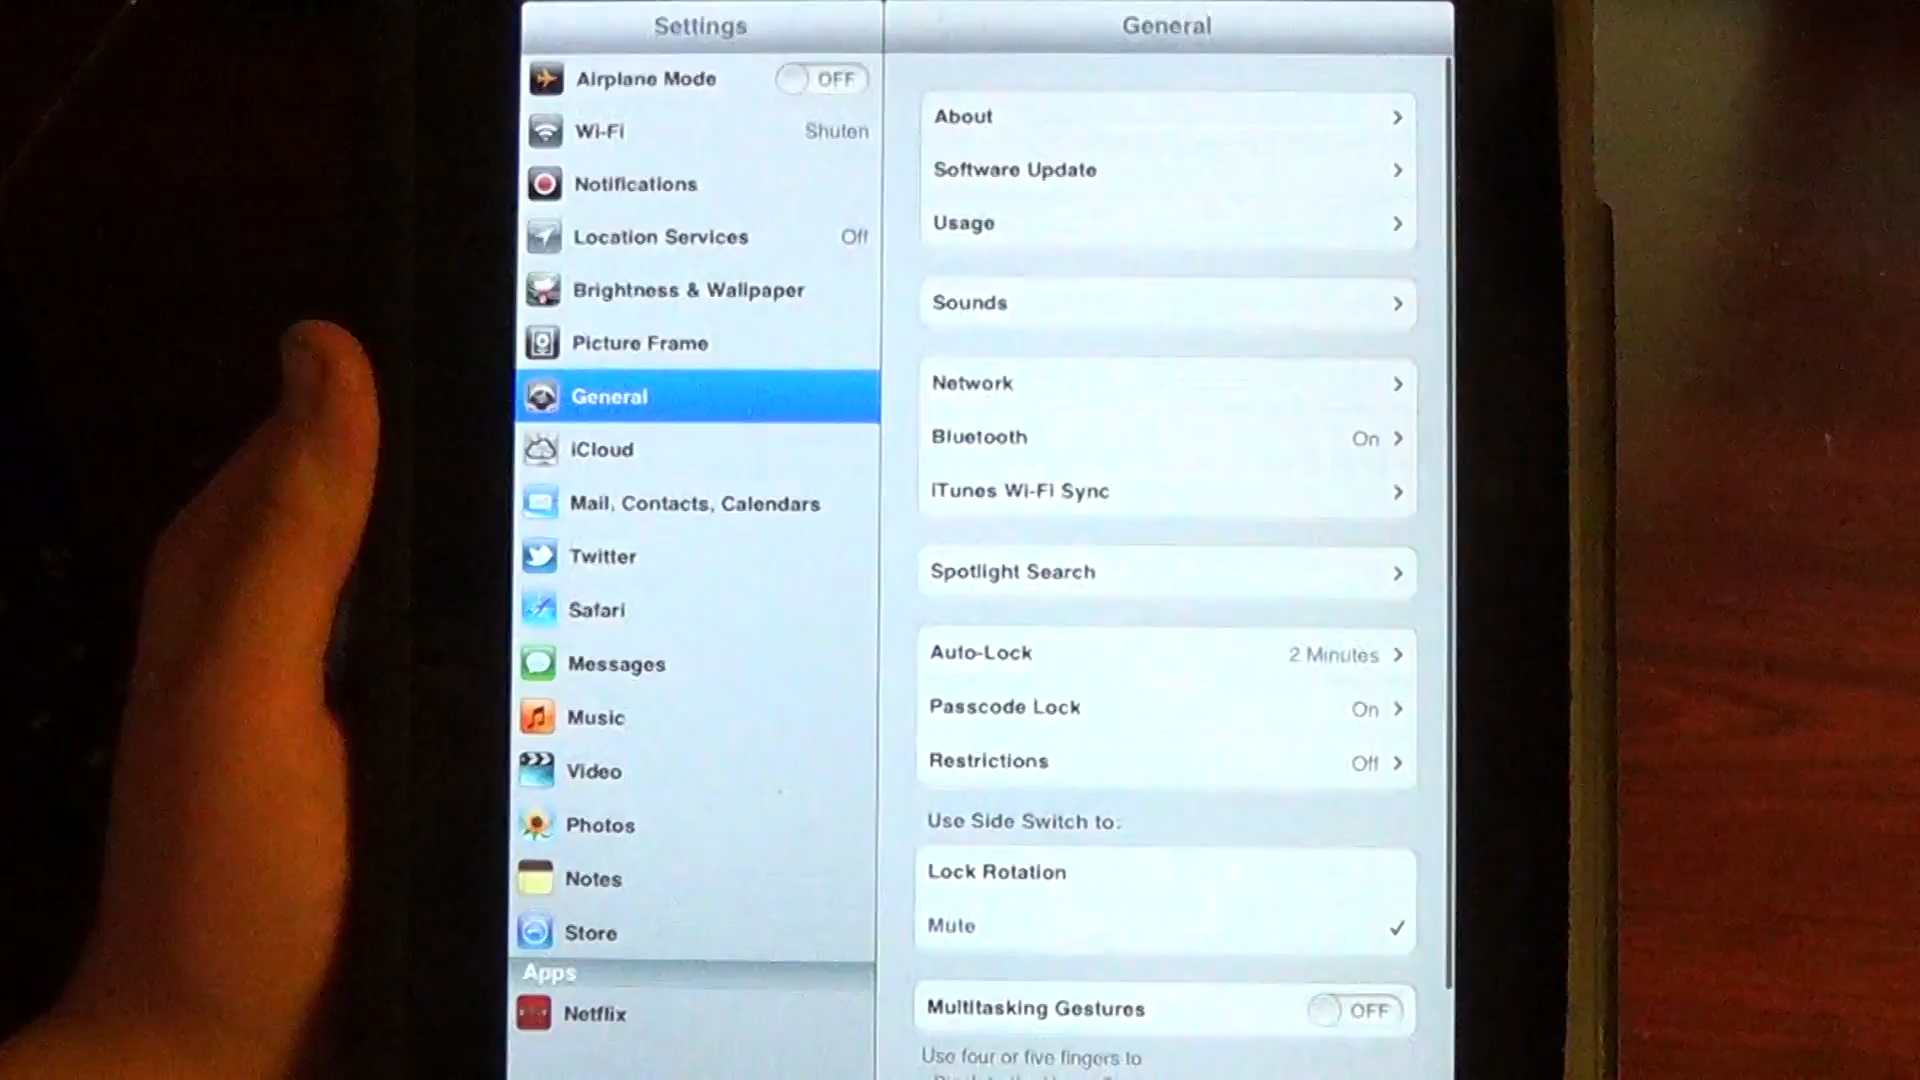 Settings
Airplane Mode OFF
Wi-Fi Shulen
Notifications
Location Services Off
Brightness & Wallpaper
Picture Frame
General
iCloud
Mail, Contacts, Calendars
Twitter
Safari
Messages
Music
Video
Photos
Notes
Store
Apps
Netflix
General
About
Software Update
Usage
Sounds
Network
Bluetooth On
iTunes Wi-Fi Sync
Spotlight Search
Auto-Lock 2 Minutes
Passcode Lock On
Restrictions Off
Use Side Switch to:
Lock Rotation
Mute
Multitasking Gestures OFF
Use four or five fingers to